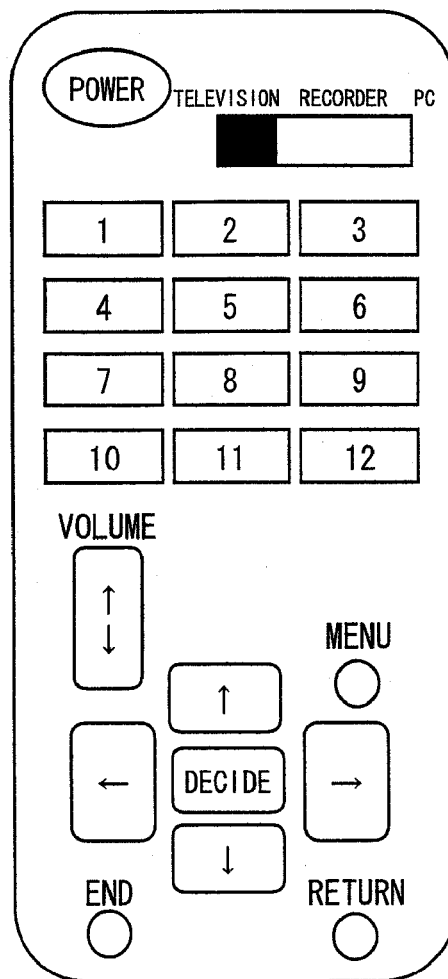 POWER
TELEVISION RECORDER PC
1 2 3
4 5 6
7 8 9
10 11 12
VOLUME
↑
↓
MENU
↑
← DECIDE →
↓
END RETURN